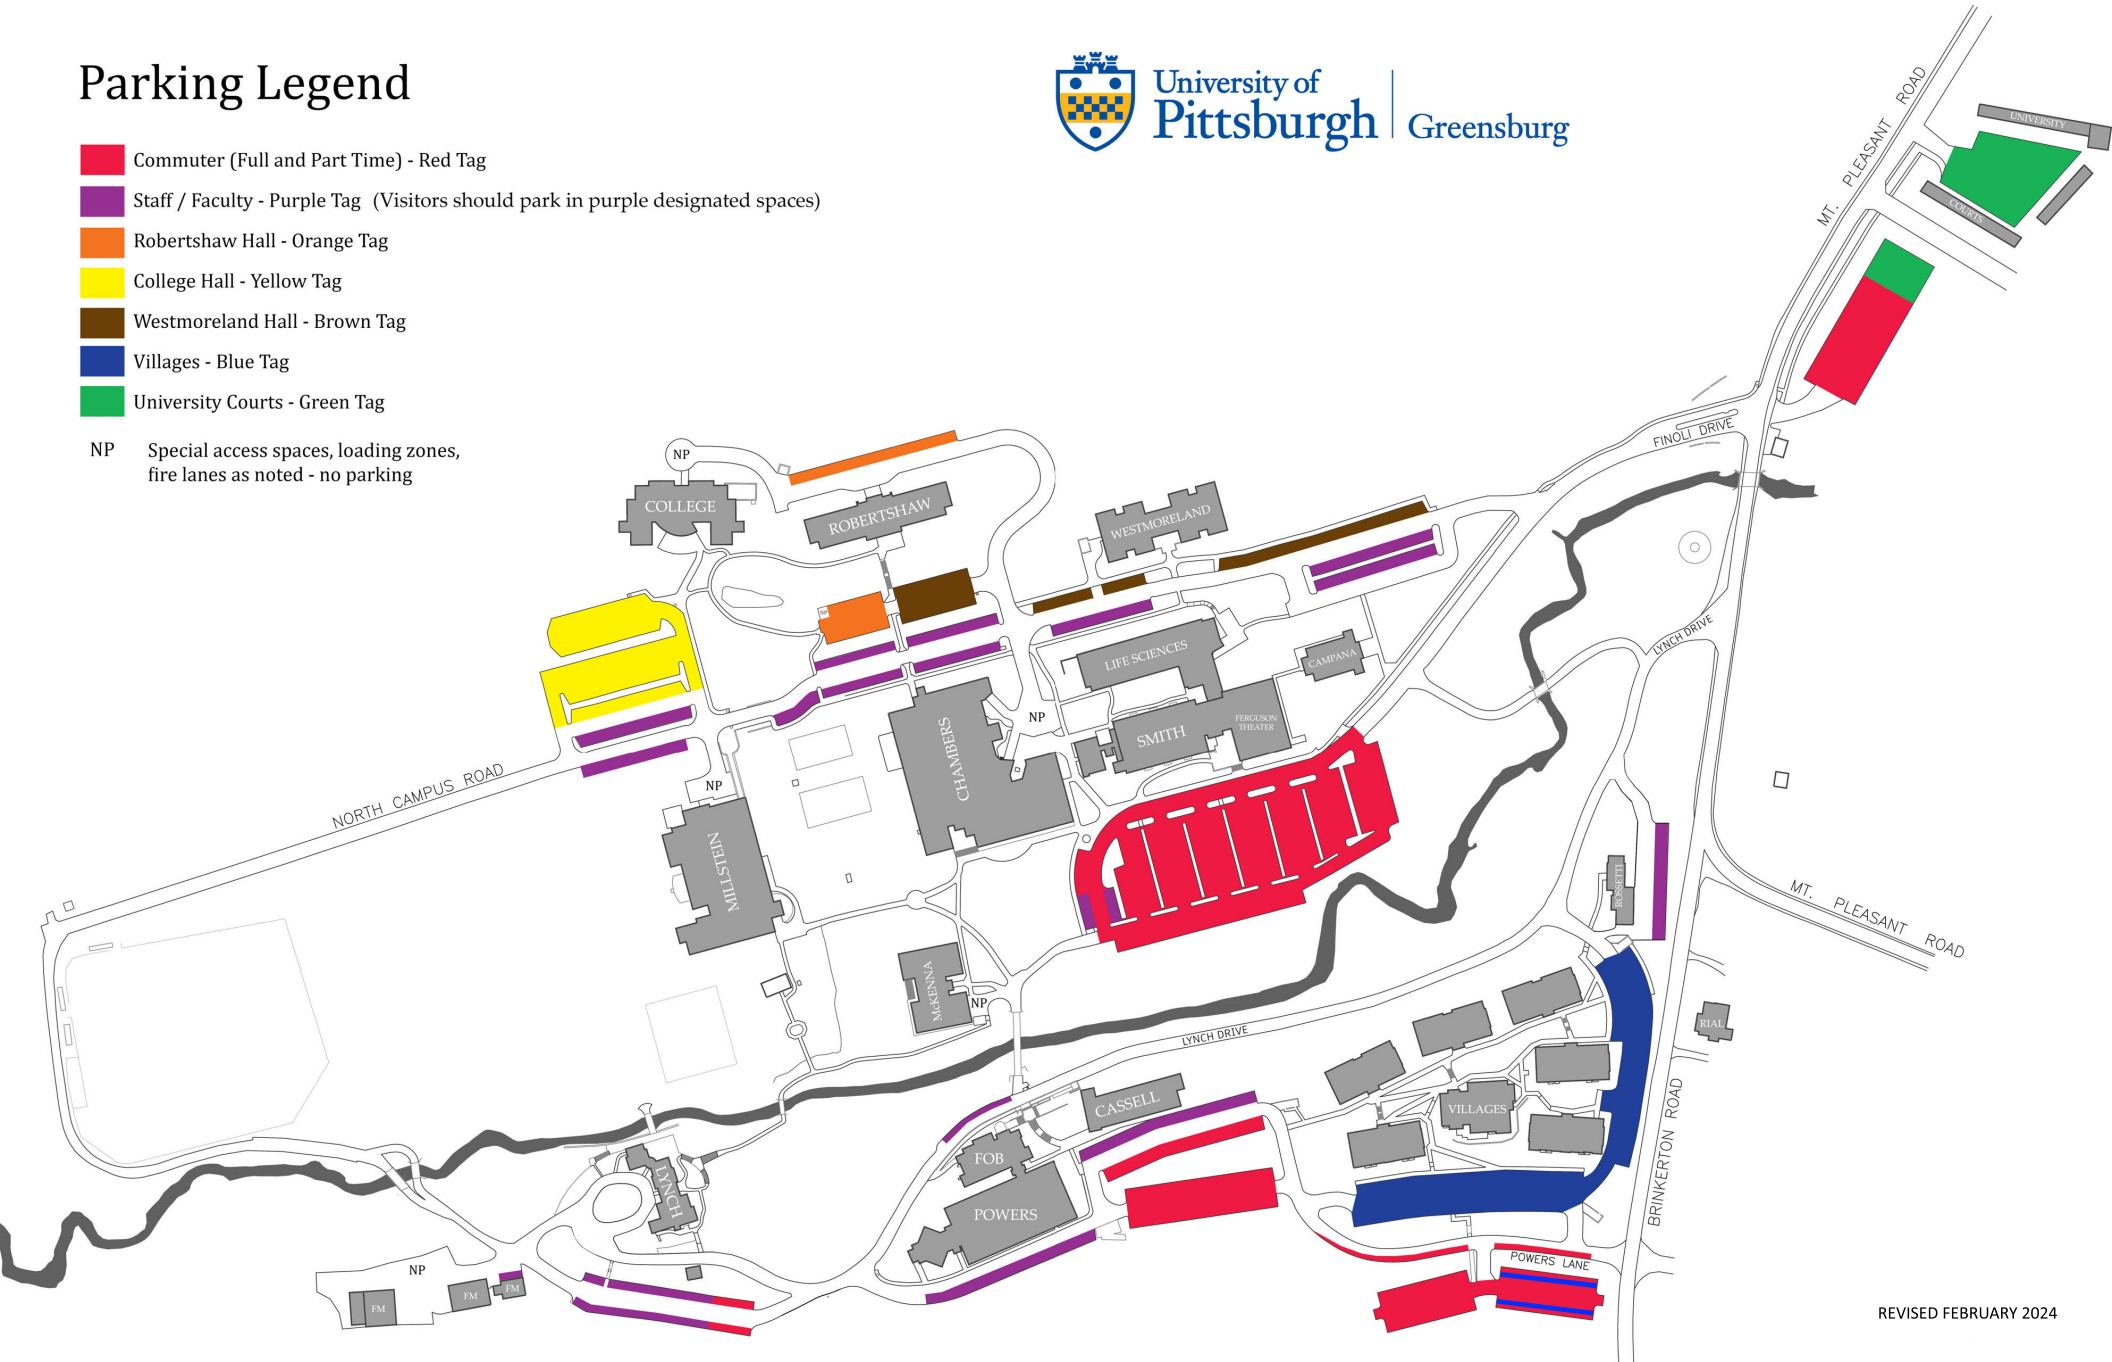 Parking Legend
Commuter (Full and Part Time) - Red Tag
Staff / Faculty - Purple Tag (Visitors should park in purple designated spaces)
Robertshaw Hall - Orange Tag
College Hall - Yellow Tag
Westmoreland Hall - Brown Tag
Villages - Blue Tag
University Courts - Green Tag
NP Special access spaces, loading zones,
fire lanes as noted - no parking
University of
Pittsburgh
Greensburg
MT. PLEASANT ROAD
UNIVERSITY
COURTS
FINOLI DRIVE
NP
COLLEGE
ROBERTSHAW
WESTMORELAND
NP
LIFE SCIENCES
CAMPANA
LYNCH DRIVE
NP
CHAMBERS
SMITH
FERGUSON
THEATER
NORTH CAMPUS ROAD
NP
MILLSTEIN
ROSSETTI
MT. PLEASANT ROAD
McKENNA
NP
LYNCH DRIVE
RIAL
CASSELL
VILLAGES
FOB
LYNCH
POWERS
BRINKERTON ROAD
POWERS LANE
NP
FM
FM
FM
REVISED FEBRUARY 2024